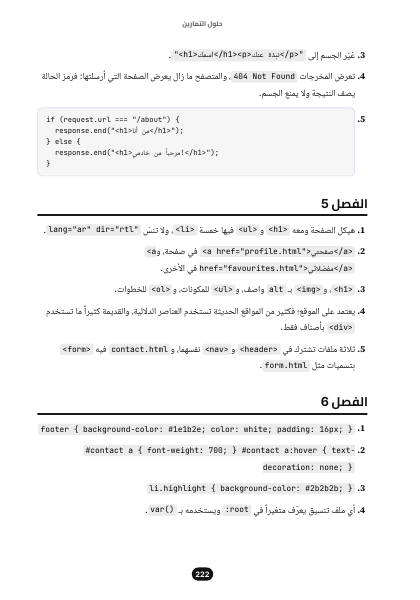 حلول التمارين
3. غيّر الجسم إلى "<h1>اسمك</h1><p>نبذة عنك</p>".
4. تعرض المخرجات 404 Not Found، والمتصفح ما زال يعرض الصفحة التي أرسلتها: فرمز الحالة
يصف النتيجة ولا يمنع الجسم.
5.
if (request.url === "/about") {
response.end("<h1>من أنا</h1>");
} else {
response.end("<h1>مرحباً من خادمي!</h1>");
}
الفصل 5
1. هيكل الصفحة ومعه <h1> و<ul> فيها خمسة <li>، ولا تنسَ lang="ar" dir="rtl".
2. <a href="profile.html">صفحتي</a> في صفحة، و<a
href="favourites.html">مفضلاتي</a> في الأخرى.
3. <h1>، و<img> بـ alt واصف، و<ul> للمكونات، و<ol> للخطوات.
4. يعتمد على الموقع؛ فكثير من المواقع الحديثة تستخدم العناصر الدلالية، والقديمة كثيراً ما تستخدم
<div> بأصناف فقط.
5. ثلاثة ملفات تشترك في <header> و<nav> نفسهما، وcontact.html فيه <form>
بتسميات مثل form.html.
الفصل 6
1. footer { background-color: #1e1b2e; color: white; padding: 16px; }
2. #contact a { font-weight: 700; } #contact a:hover { text-
decoration: none; }
3. li.highlight { background-color: #2b2b2b; }
4. أي ملف تنسيق يعرّف متغيراً في :root ويستخدمه بـ var().
222